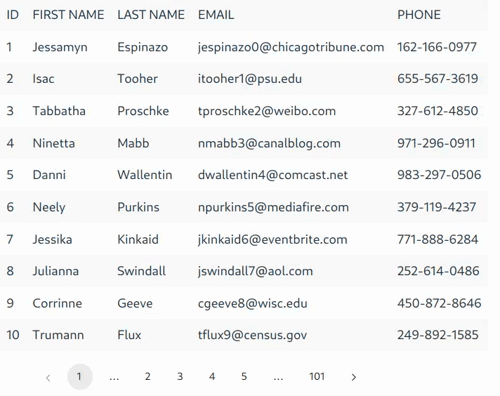 ID FIRST NAME LAST NAME EMAIL PHONE
1 Jessamyn Espinazo jespinazo0@chicagotribune.com 162-166-0977
2 Isac Tooher itooher1@psu.edu 655-567-3619
3 Tabbatha Proschke tproschke2@weibo.com 327-612-4850
4 Ninetta Mabb nmabb3@canalblog.com 971-296-0911
5 Danni Wallentin dwallentin4@comcast.net 983-297-0506
6 Neely Purkins npurkins5@mediafire.com 379-119-4237
7 Jessika Kinkaid jkinkaid6@eventbrite.com 771-888-6284
8 Julianna Swindall jswindall7@aol.com 252-614-0486
9 Corrinne Geeve cgeeve8@wisc.edu 450-872-8646
10 Trumann Flux tflux9@census.gov 249-892-1585
‹ 1 ... 2 3 4 5 ... 101 ›